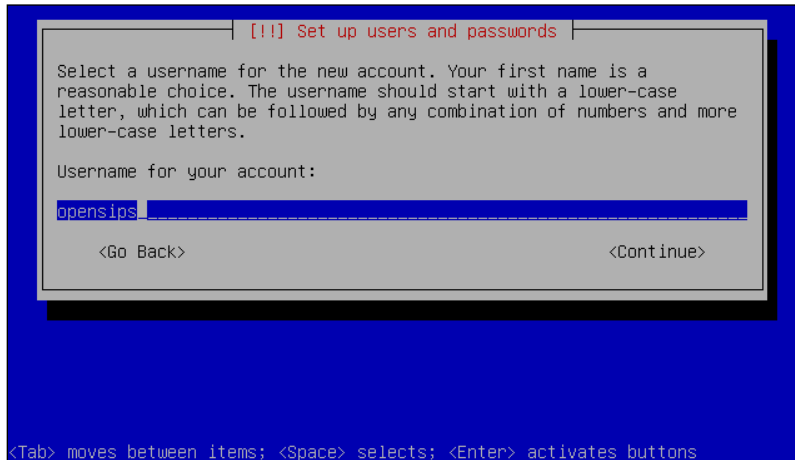 [!!] Set up users and passwords
Select a username for the new account. Your first name is a
reasonable choice. The username should start with a lower-case
letter, which can be followed by any combination of numbers and more
lower-case letters.
Username for your account:
opensips
<Go Back> <Continue>
<Tab> moves between items; <Space> selects; <Enter> activates buttons